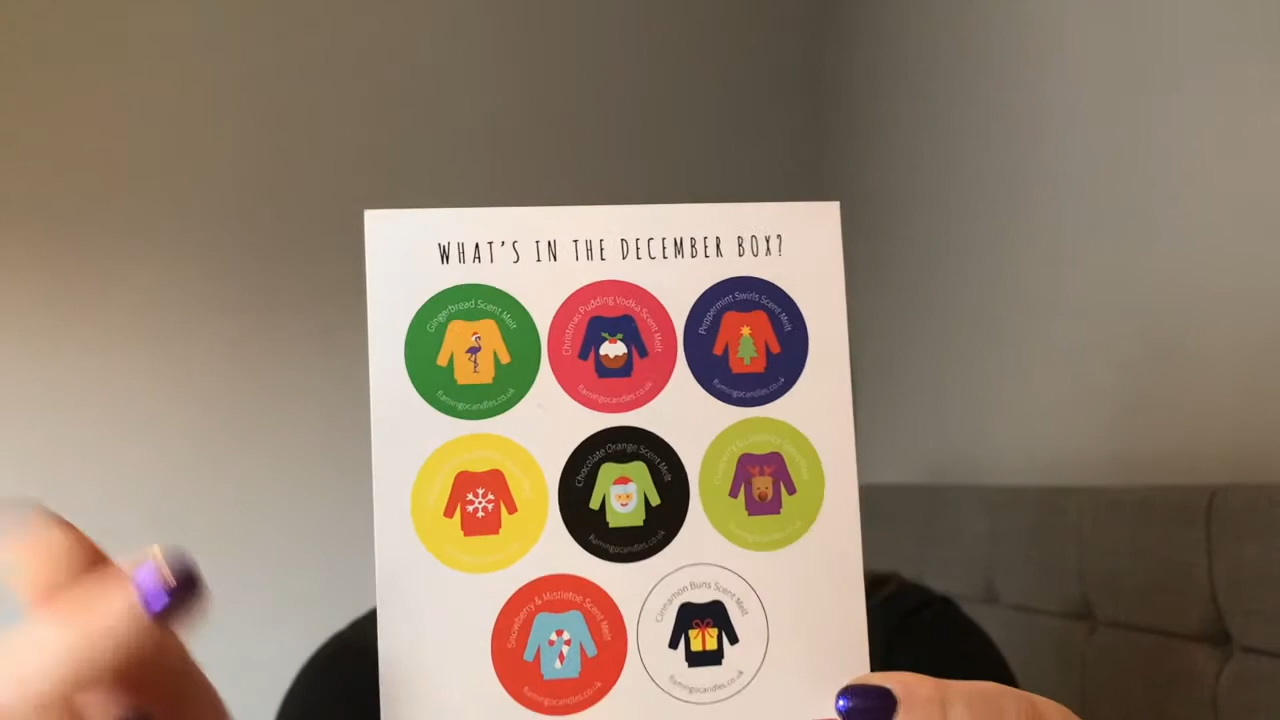 WHAT'S IN THE DECEMBER BOX?
Gingerbread Scent Melt
flamingocandles.co.uk
Christmas Pudding Vodka Scent Melt
flamingocandles.co.uk
Peppermint Swirls Scent Melt
flamingocandles.co.uk
Chocolate Orange Scent Melt
flamingocandles.co.uk
Snowberry & Mistletoe Scent Melt
flamingocandles.co.uk
Cinnamon Buns Scent Melt
flamingocandles.co.uk